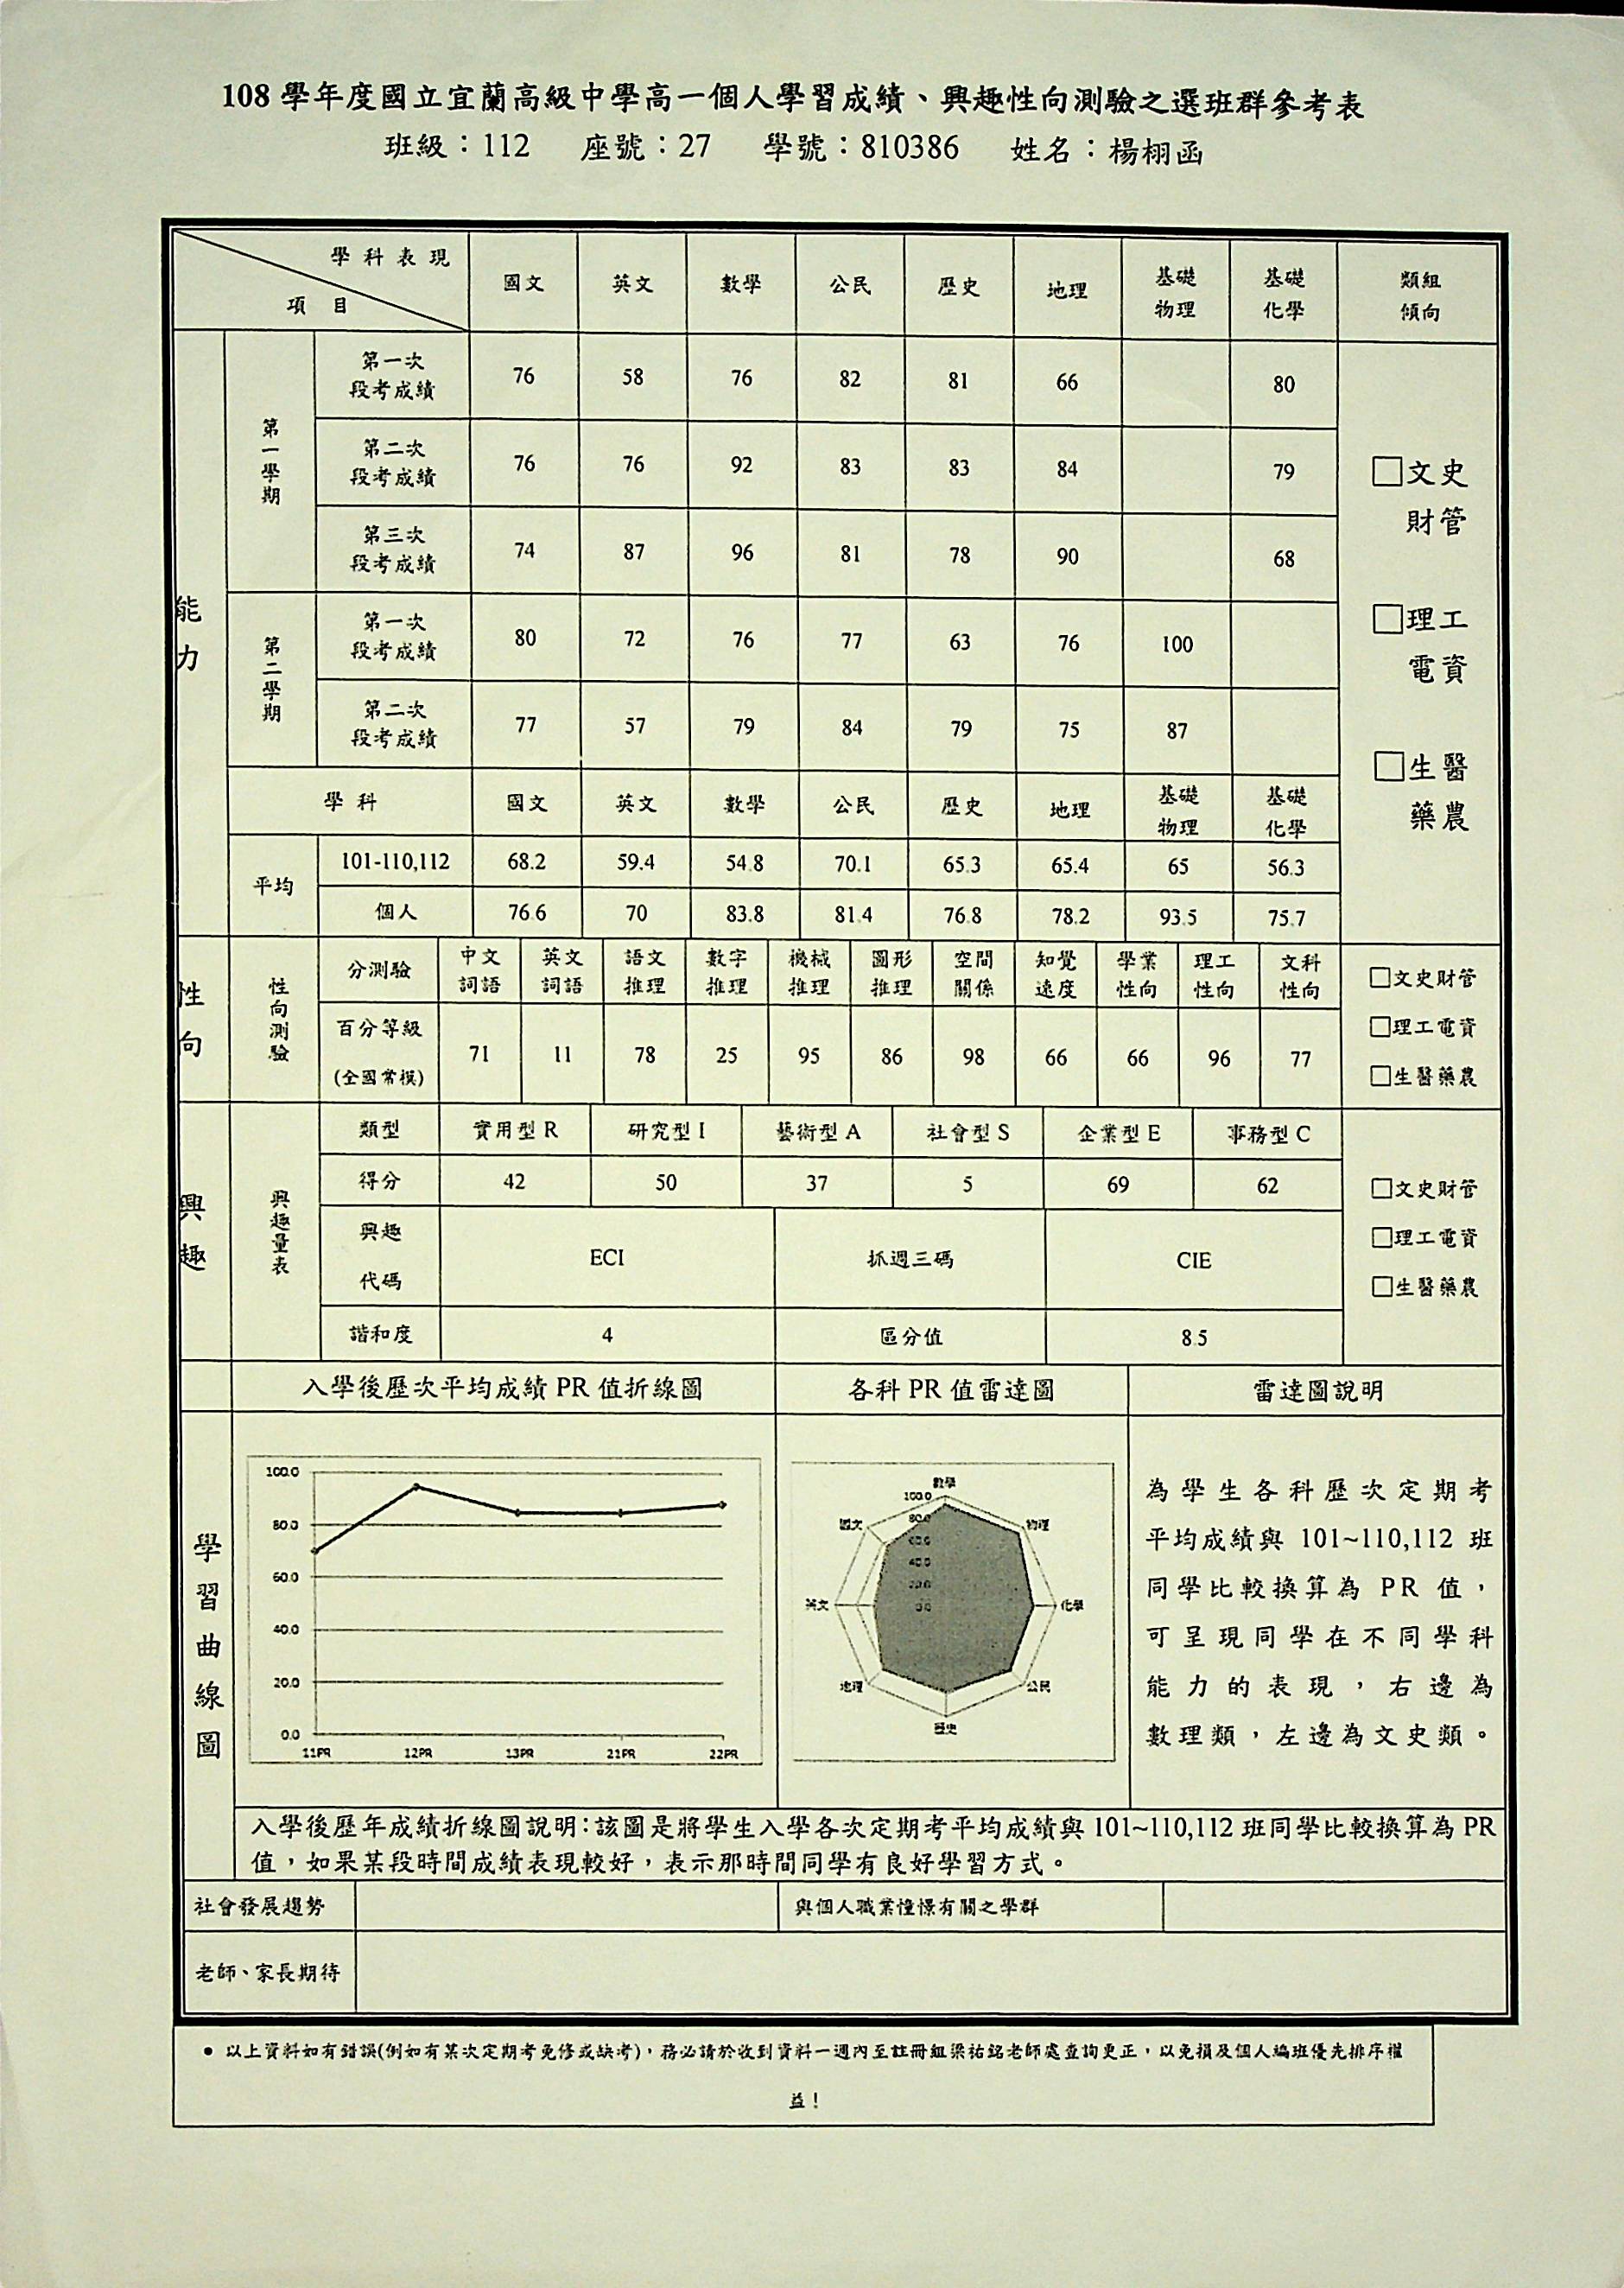 108 學年度國立宜蘭高級中學高一個人學習成績、興趣性向測驗之選班群參考表
班級：112 座號：27 學號：810386 姓名：楊栩函
學科表現 國文 英文 數學 公民 歷史 地理 基礎物理 基礎化學 類組傾向
項目
能力
第一學期
第一次段考成績 76 58 76 82 81 66 80
第二次段考成績 76 76 92 83 83 84 79
第三次段考成績 74 87 96 81 78 90 68
第二學期
第一次段考成績 80 72 76 77 63 76 100
第二次段考成績 77 57 79 84 79 75 87
□文史財管
□理工電資
□生醫藥農
學科 國文 英文 數學 公民 歷史 地理 基礎物理 基礎化學
平均
101-110,112 68.2 59.4 54.8 70.1 65.3 65.4 65 56.3
個人 76.6 70 83.8 81.4 76.8 78.2 93.5 75.7
性向
性向測驗
分測驗 中文詞語 英文詞語 語文推理 數字推理 機械推理 圖形推理 空間關係 知覺速度 學業性向 理工性向 文科性向
百分等級(全國常模) 71 11 78 25 95 86 98 66 66 96 77
□文史財管
□理工電資
□生醫藥農
興趣
興趣量表
類型 實用型 R 研究型 I 藝術型 A 社會型 S 企業型 E 事務型 C
得分 42 50 37 5 69 62
興趣代碼 ECI 抓週三碼 CIE
諧和度 4 區分值 8.5
□文史財管
□理工電資
□生醫藥農
入學後歷次平均成績 PR 值折線圖 各科 PR 值雷達圖 雷達圖說明
學習曲線圖
100.0
80.0
60.0
40.0
20.0
0.0
11PR 12PR 13PR 21PR 22PR
數學
物理
化學
公民
歷史
地理
英文
國文
100.0
80.0
60.0
40.0
20.0
0.0
為學生各科歷次定期考
平均成績與 101~110,112 班
同學比較換算為 PR 值，
可呈現同學在不同學科
能力的表現，右邊為
數理類，左邊為文史類。
入學後歷年成績折線圖說明：該圖是將學生入學各次定期考平均成績與 101~110,112 班同學比較換算為 PR
值，如果某段時間成績表現較好，表示那時間同學有良好學習方式。
社會發展趨勢 與個人職業憧憬有關之學群
老師、家長期待
● 以上資料如有錯誤(例如有某次定期考免修或缺考)，務必請於收到資料一週內至註冊組梁祐銘老師處查詢更正，以免損及個人編班優先排序權
益！